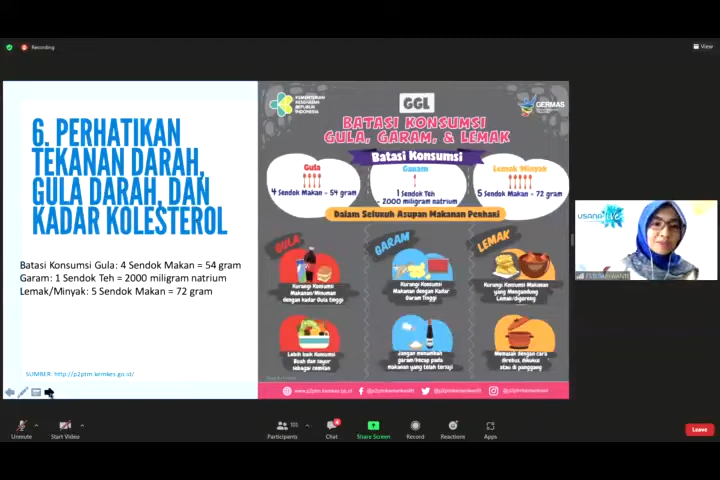 Recording
View
6. PERHATIKAN
TEKANAN DARAH,
GULA DARAH, DAN
KADAR KOLESTEROL
Batasi Konsumsi Gula: 4 Sendok Makan = 54 gram
Garam: 1 Sendok Teh = 2000 miligram natrium
Lemak/Minyak: 5 Sendok Makan = 72 gram
SUMBER: http://p2ptm.kemkes.go.id/
KEMENTERIAN
KESEHATAN
REPUBLIK
INDONESIA
GGL
GERMAS
BATASI KONSUMSI
GULA, GARAM, & LEMAK
Batasi Konsumsi
Gula
4 Sendok Makan = 54 gram
Garam
1 Sendok Teh
= 2000 miligram natrium
Lemak/Minyak
5 Sendok Makan = 72 gram
Dalam Seluruh Asupan Makanan Perhari
GULA
Kurangi Konsumsi
Makanan/Minuman
dengan kadar Gula tinggi
Lebih baik Konsumsi
Buah dan Sayur
sebagai cemilan
GARAM
Kurangi Konsumsi
Makanan dengan Kadar
Garam Tinggi
Jangan menambah
garam/kecap pada
makanan yang telah tersaji
LEMAK
Kurangi Konsumsi Makanan
yang Mengandung
Lemak/digoreng
Memasak dengan cara
direbus, dikukus
atau di panggang
www.p2ptm.kemkes.go.id
@p2ptmkemenkesRI
@p2ptmkemenkesRI
@p2ptmkemenkesRI
USANA Live
Unmute
Start Video
Participants
101
Chat
4
Share Screen
Record
Reactions
Apps
Leave